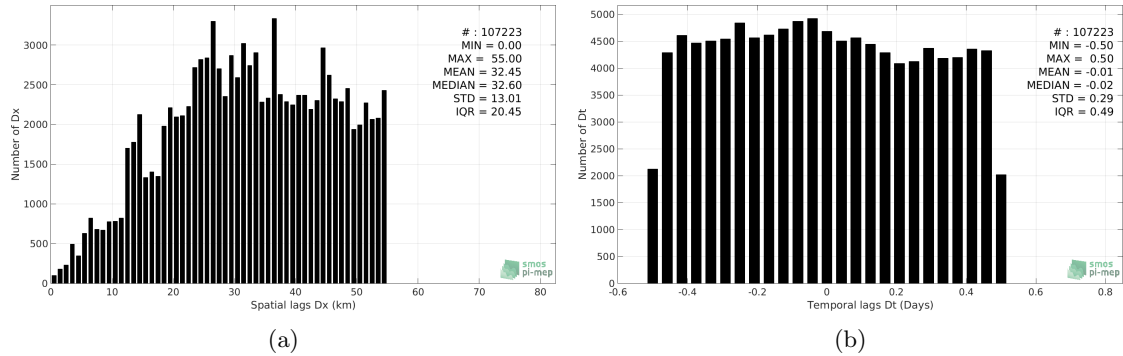 Number of Dx
3000
2500
2000
1500
1000
500
0
# : 107223
MIN = 0.00
MAX = 55.00
MEAN = 32.45
MEDIAN = 32.60
STD = 13.01
IQR = 20.45
smos
pi-mep
0 10 20 30 40 50 60 70 80
Spatial lags Dx (km)
(a)
Number of Dt
5000
4500
4000
3500
3000
2500
2000
1500
1000
500
0
# : 107223
MIN = -0.50
MAX = 0.50
MEAN = -0.01
MEDIAN = -0.02
STD = 0.29
IQR = 0.49
smos
pi-mep
-0.6 -0.4 -0.2 0 0.2 0.4 0.6 0.8
Temporal lags Dt (Days)
(b)